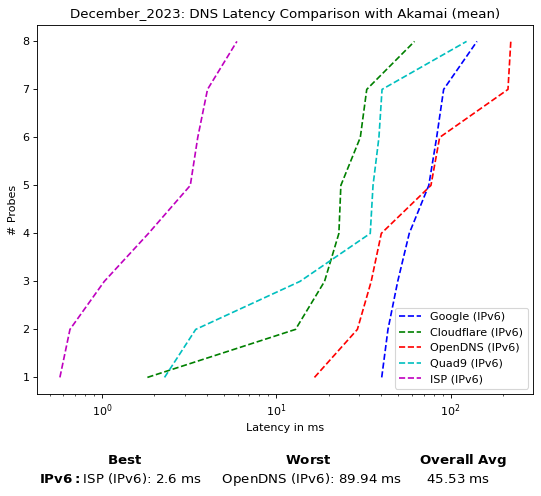 December_2023: DNS Latency Comparison with Akamai (mean)
8
7
6
5
4
3
2
1
# Probes
Google (IPv6)
Cloudflare (IPv6)
OpenDNS (IPv6)
Quad9 (IPv6)
ISP (IPv6)
10⁰ 10¹ 10²
Latency in ms
Best Worst Overall Avg
IPv6: ISP (IPv6): 2.6 ms OpenDNS (IPv6): 89.94 ms 45.53 ms